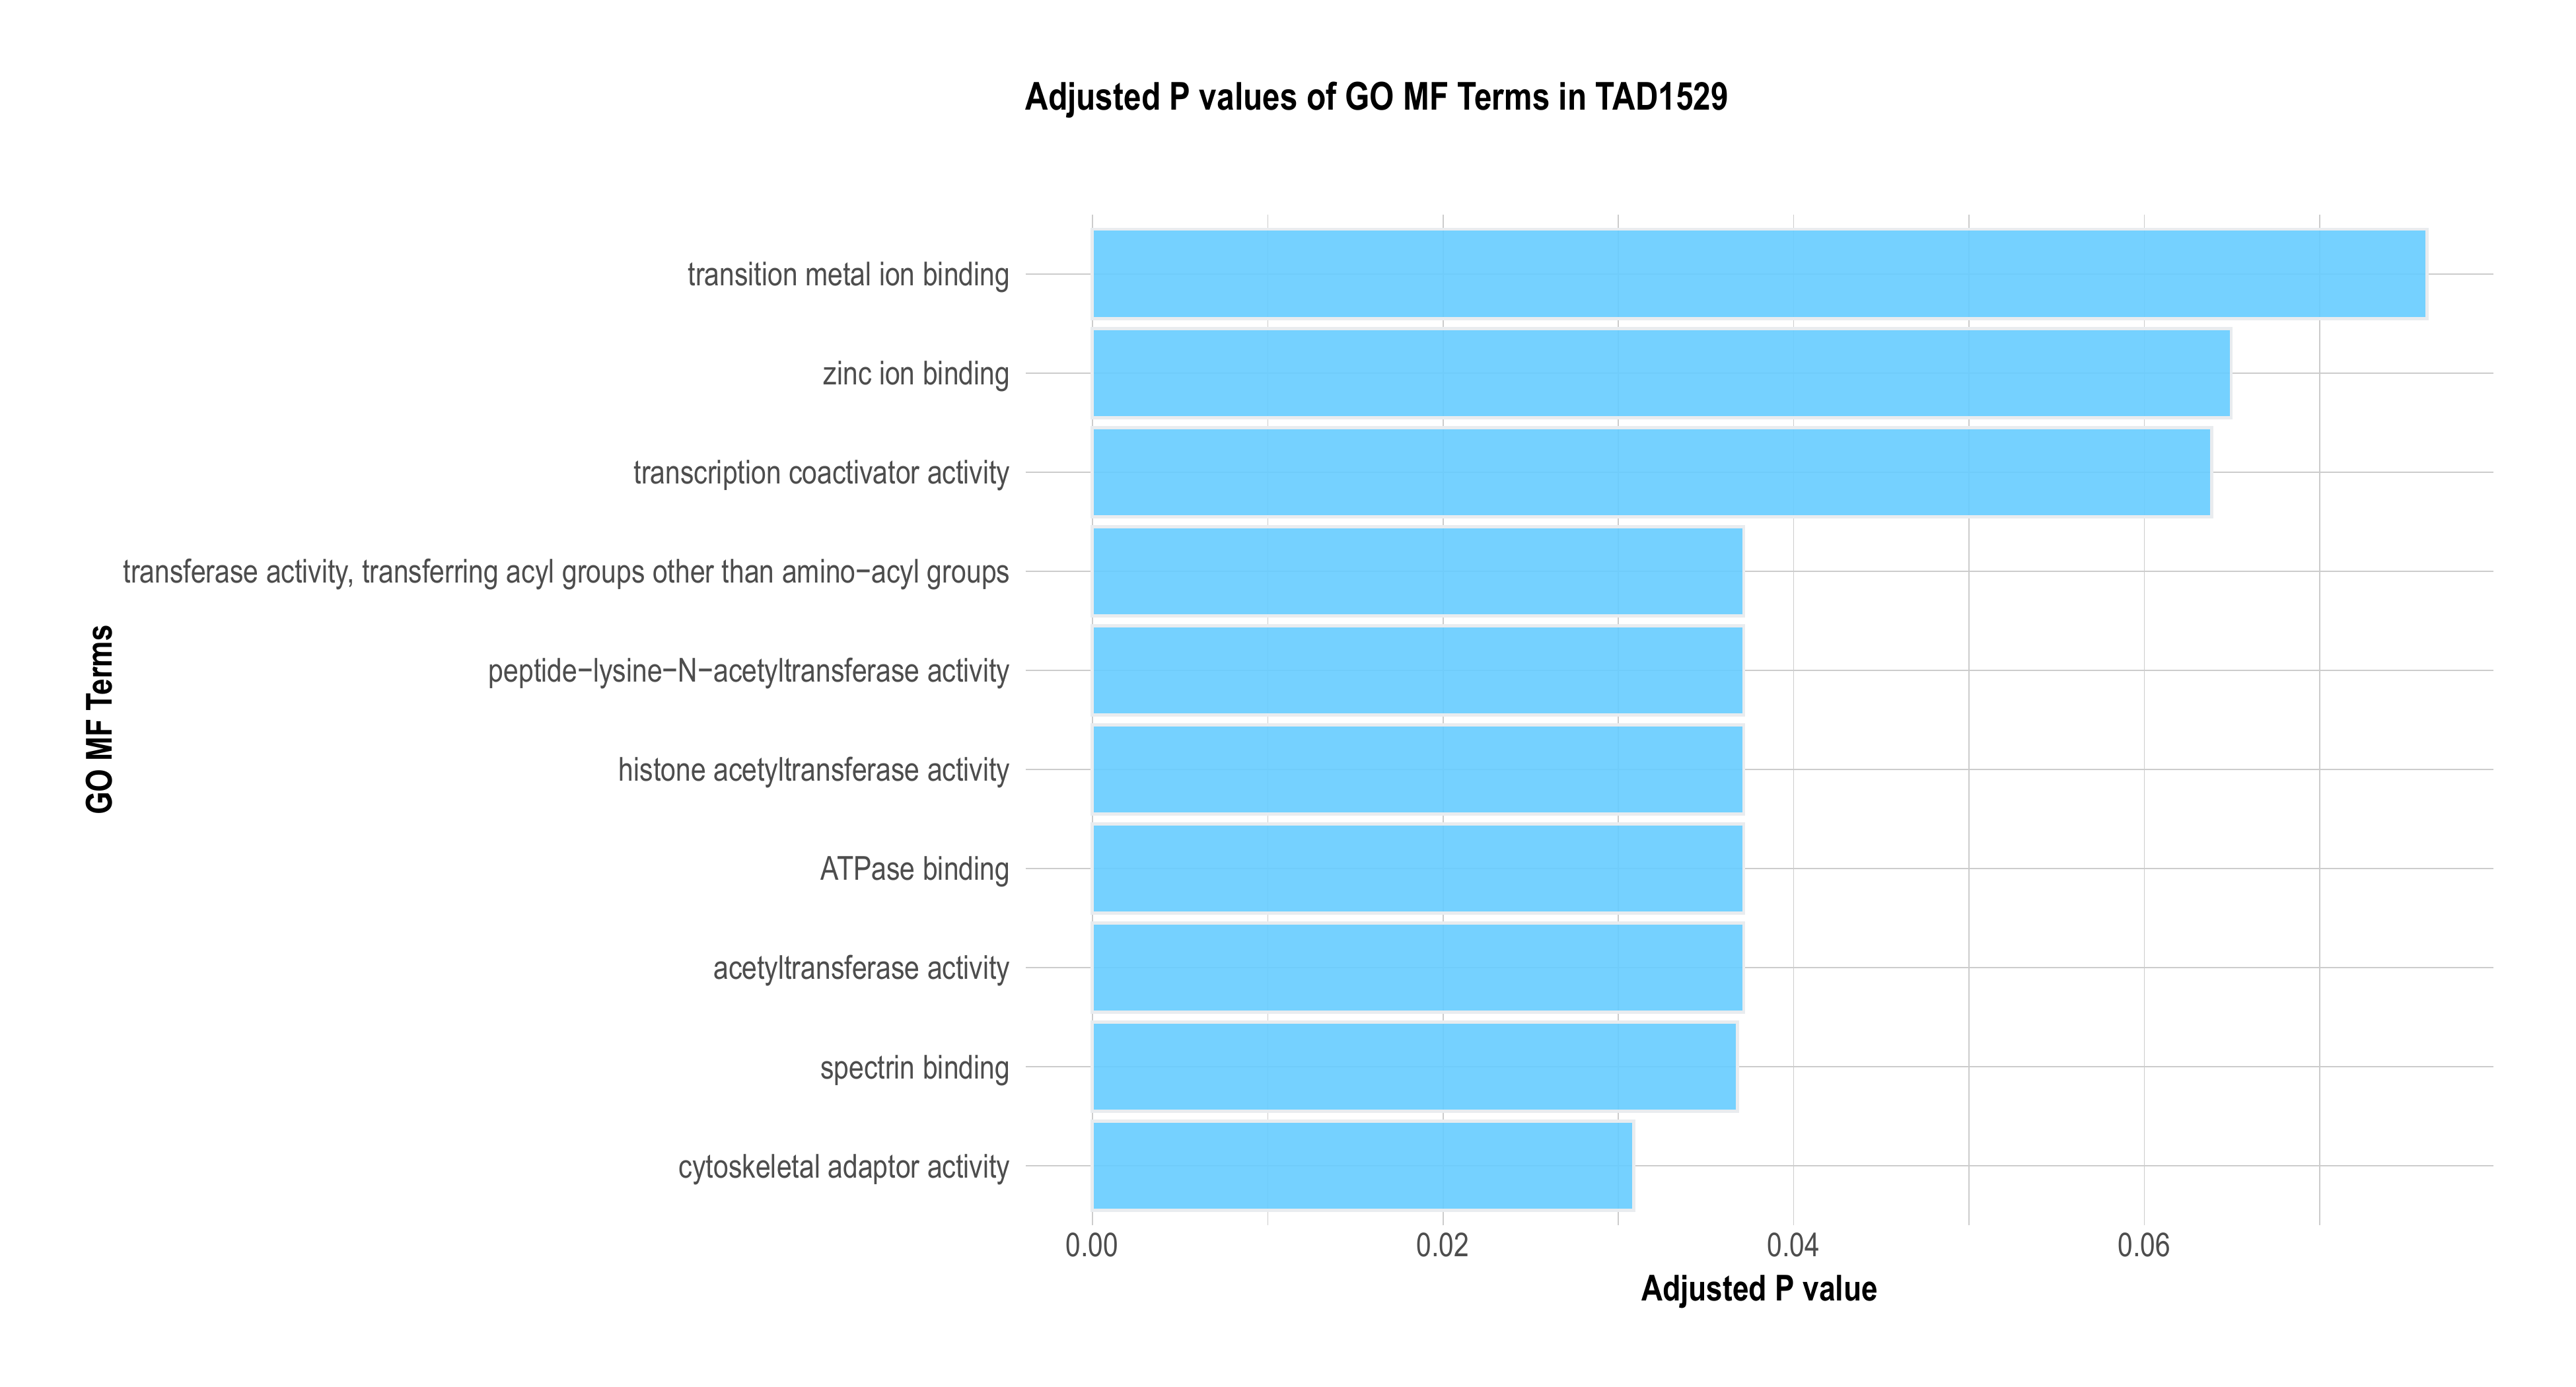 Adjusted P values of GO MF Terms in TAD1529
transition metal ion binding
zinc ion binding
transcription coactivator activity
transferase activity, transferring acyl groups other than amino−acyl groups
peptide−lysine−N−acetyltransferase activity
histone acetyltransferase activity
ATPase binding
acetyltransferase activity
spectrin binding
cytoskeletal adaptor activity
GO MF Terms
0.00 0.02 0.04 0.06
Adjusted P value